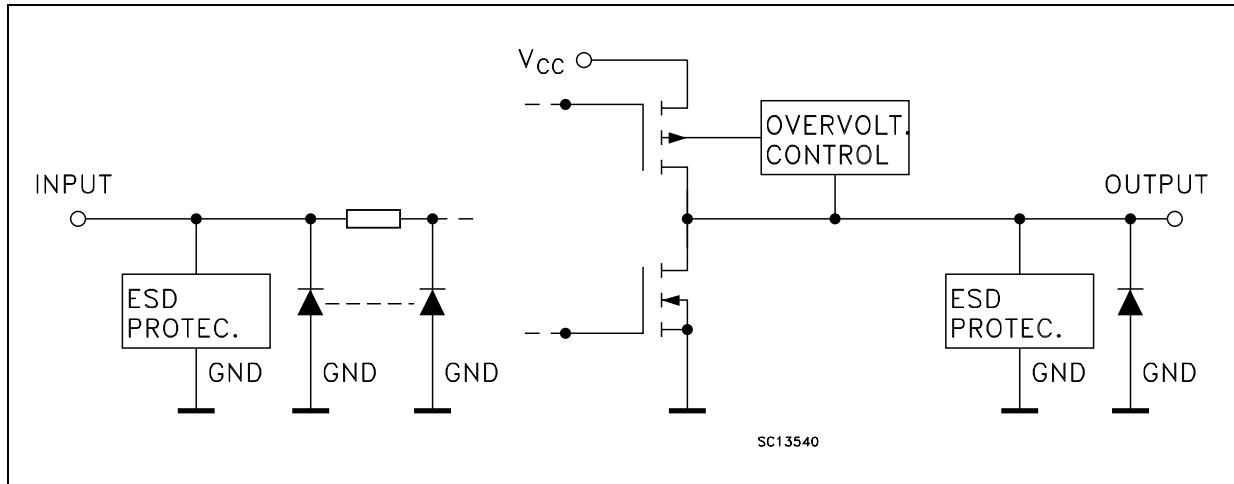 VCC
OVERVOLT.
CONTROL
INPUT
OUTPUT
ESD
PROTEC.
GND
GND
GND
ESD
PROTEC.
GND
GND
SC13540